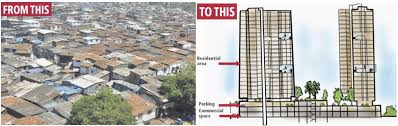 FROM THIS
TO THIS
Residential
area
Parking
Commercial
space